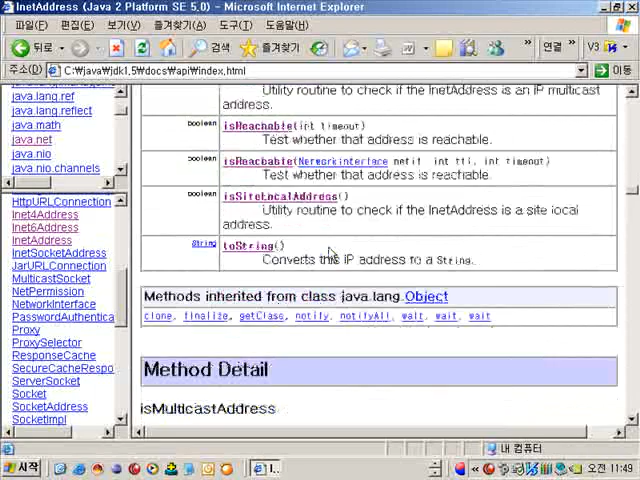 InetAddress (Java 2 Platform SE 5.0) - Microsoft Internet Explorer
파일(F) 편집(E) 보기(V) 즐겨찾기(A) 도구(T) 도움말(H)
뒤로 검색 즐겨찾기 연결 V3
주소(D) C:\java\jdk1.5\docs\api\index.html 이동
java.lang.ref
java.lang.reflect
java.math
java.net
java.nio
java.nio.channels
HttpURLConnection
Inet4Address
Inet6Address
InetAddress
InetSocketAddress
JarURLConnection
MulticastSocket
NetPermission
NetworkInterface
PasswordAuthentica
Proxy
ProxySelector
ResponseCache
SecureCacheRespo
ServerSocket
Socket
SocketAddress
SocketImpl
Utility routine to check if the InetAddress is an IP multicast
address.
boolean isReachable(int timeout)
Test whether that address is reachable.
boolean isReachable(NetworkInterface netif, int ttl, int timeout)
Test whether that address is reachable.
boolean isSiteLocalAddress()
Utility routine to check if the InetAddress is a site local
address.
String toString()
Converts this IP address to a String.
Methods inherited from class java.lang.Object
clone, finalize, getClass, notify, notifyAll, wait, wait, wait
Method Detail
isMulticastAddress
내 컴퓨터
시작 I.. 오전 11:49